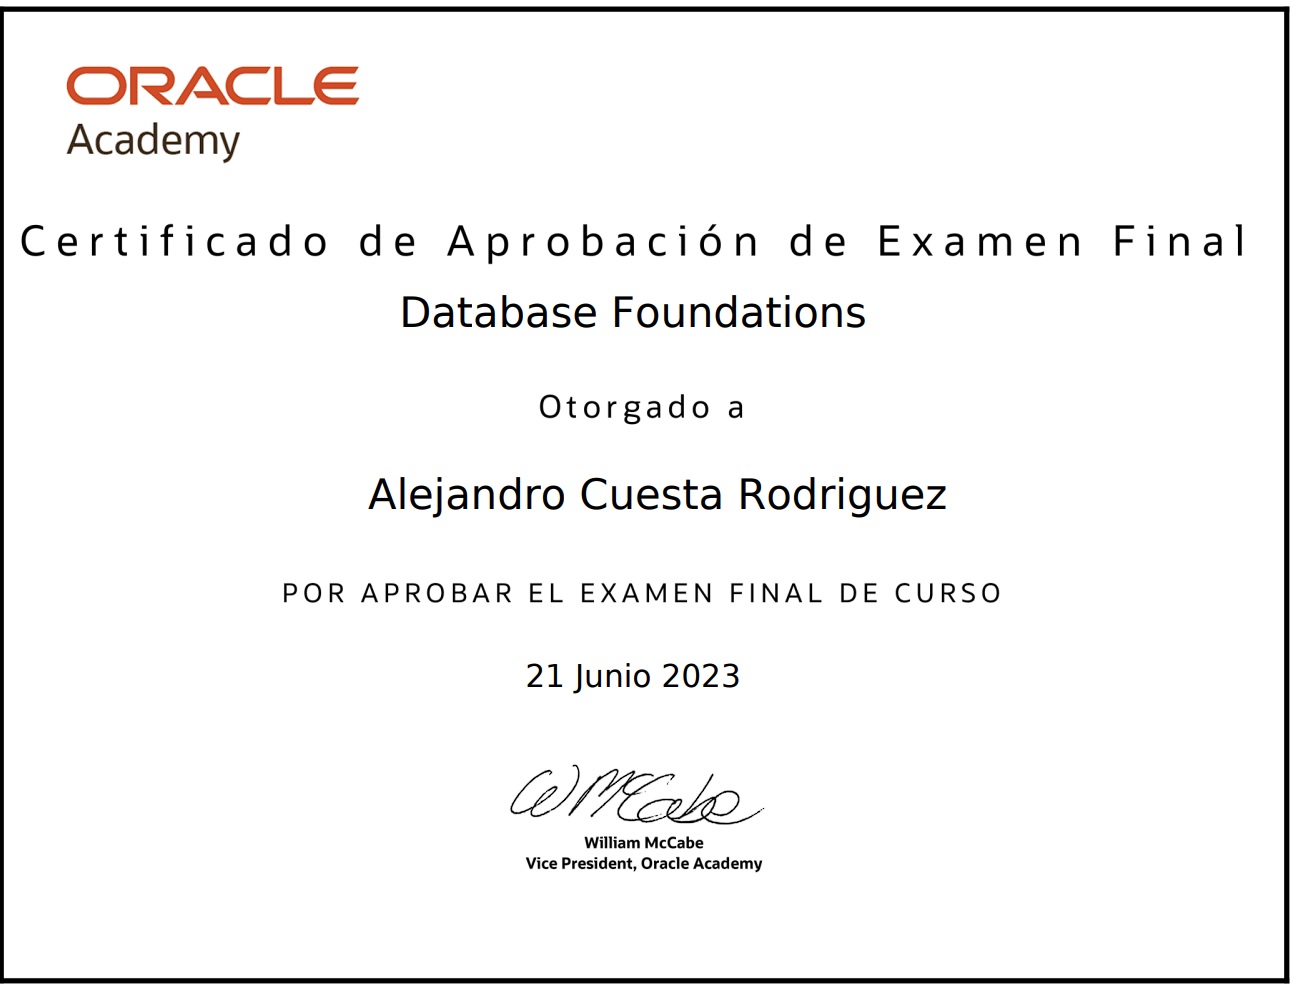 ORACLE
Academy
Certificado de Aprobación de Examen Final
Database Foundations
Otorgado a
Alejandro Cuesta Rodriguez
POR APROBAR EL EXAMEN FINAL DE CURSO
21 Junio 2023
W McCabe
William McCabe
Vice President, Oracle Academy